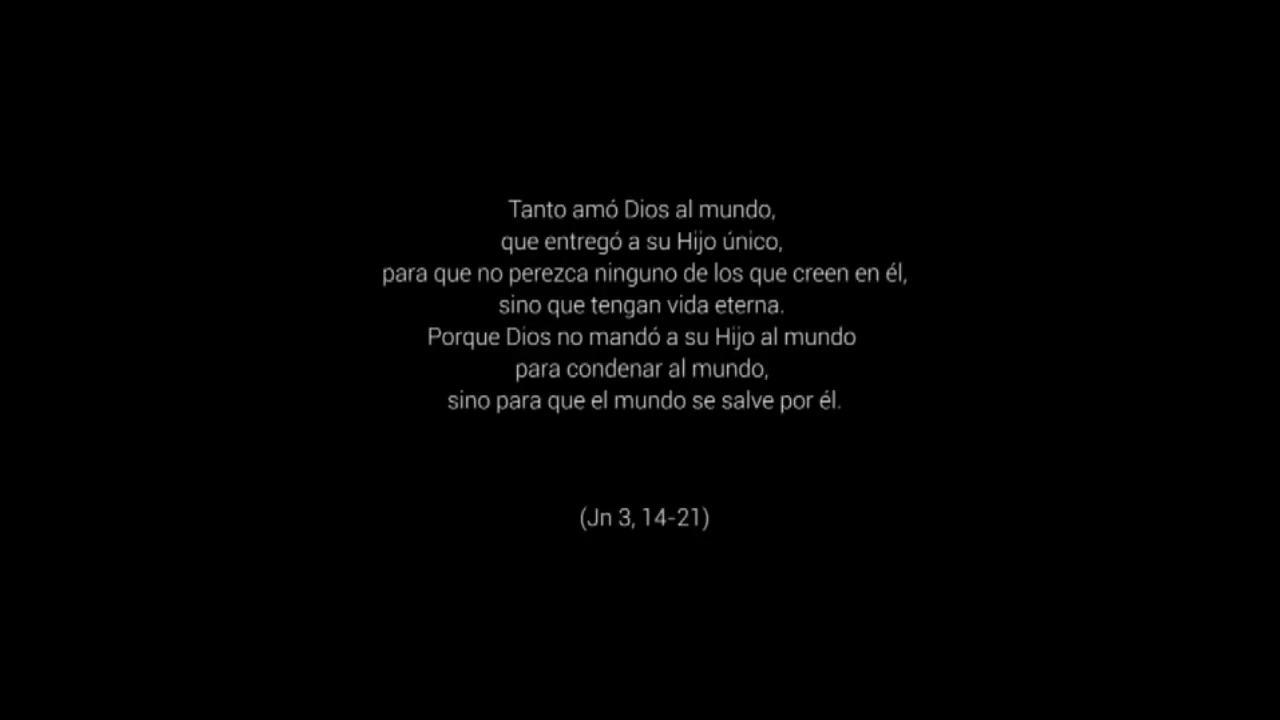 Tanto amó Dios al mundo,
que entregó a su Hijo único,
para que no perezca ninguno de los que creen en él,
sino que tengan vida eterna.
Porque Dios no mandó a su Hijo al mundo
para condenar al mundo,
sino para que el mundo se salve por él.
(Jn 3, 14-21)